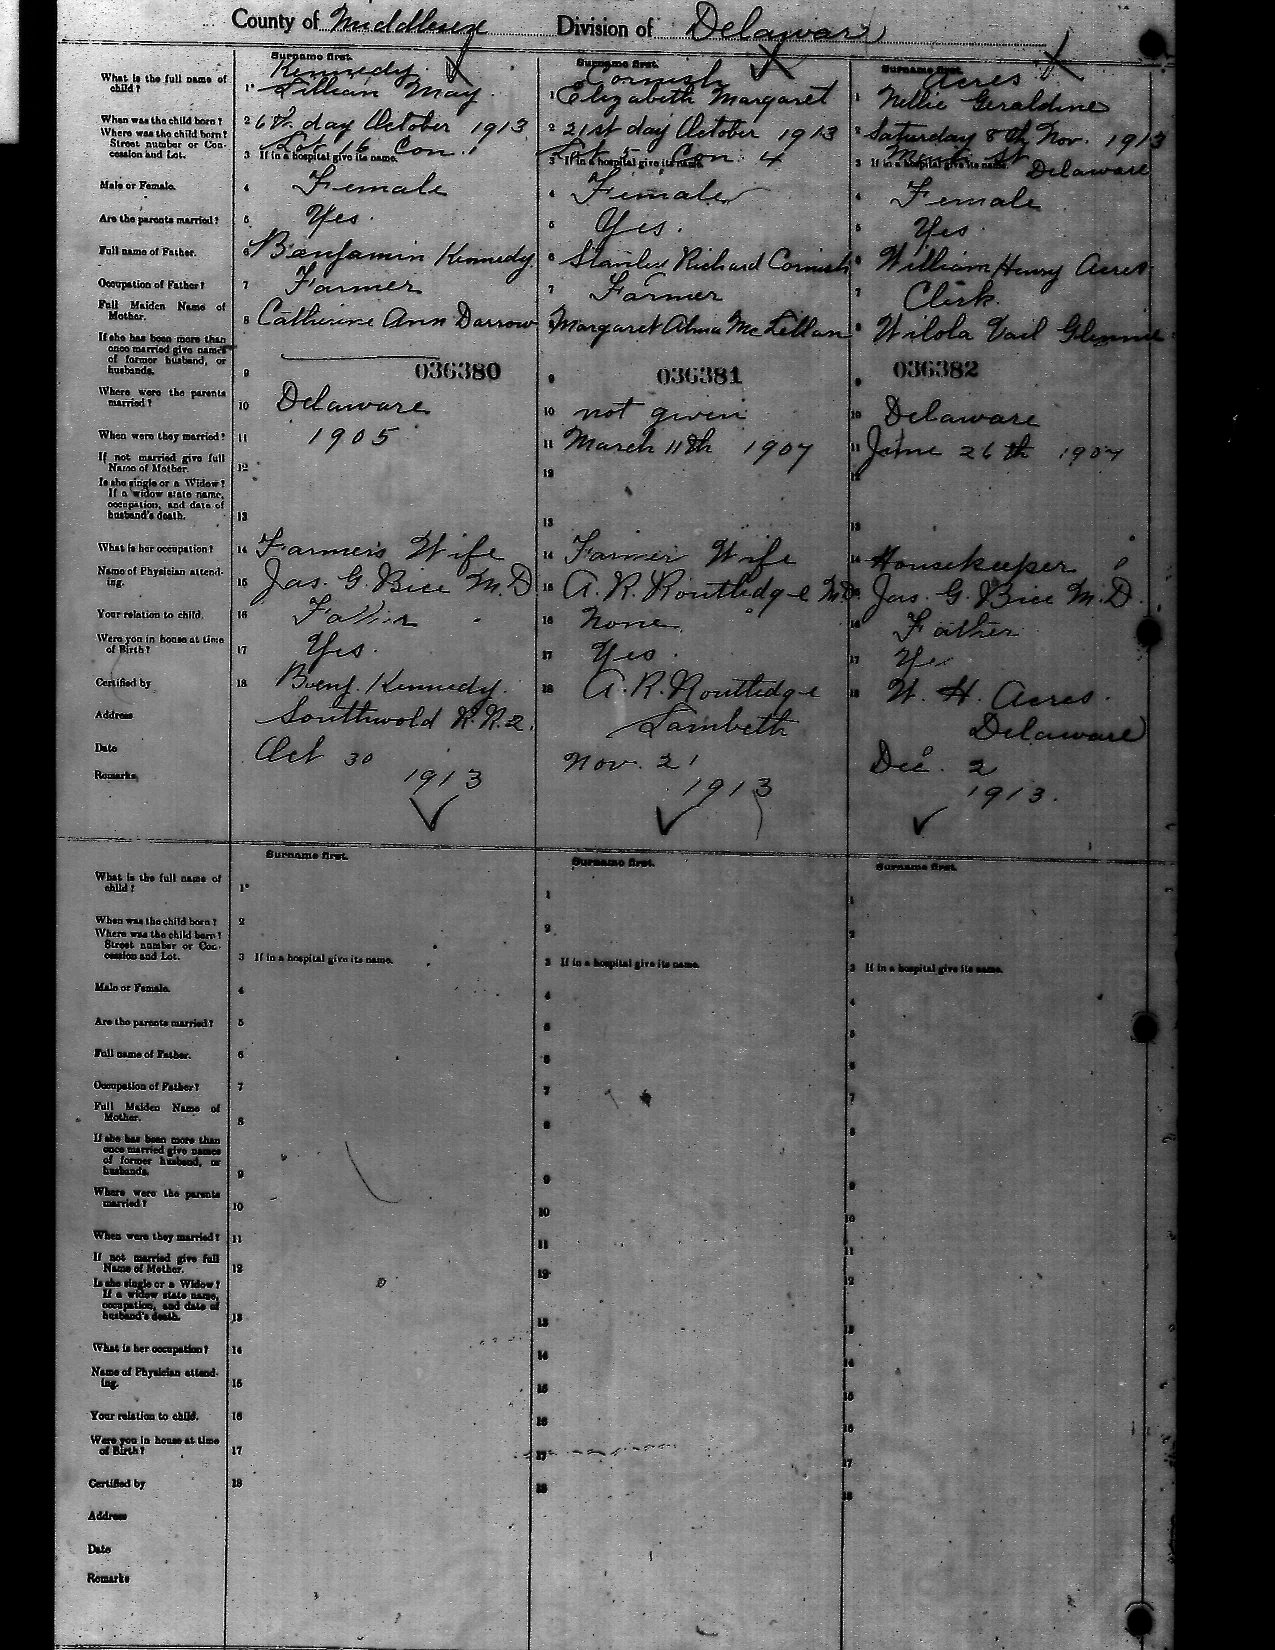 County of Middlesex Division of Delaware
Surname first. Surname first. Surname first.
Kennedy Cornish Acres
What is the full name of child? 1 Lillian May 1 Elizabeth Margaret 1 Nellie Geraldine
When was the child born? 2 6th day October 1913 2 21st day October 1913 2 Saturday 8th Nov. 1913
Where was the child born? Street number or Concession and Lot. Lot 16 Con. 1 Lot 5 Con. 4 St Delaware
3 If in a hospital give its name. 3 If in a hospital give its name. 3 If in a hospital give its name.
Male or Female. 4 Female 4 Female 4 Female
Are the parents married? 5 Yes. 5 Yes. 5 Yes.
Full name of Father. 6 Benjamin Kennedy. 6 Stanley Richard Cornish 6 William Henry Acres
Occupation of Father? 7 Farmer 7 Farmer 7 Clerk.
Full Maiden Name of Mother. 8 Catherine Ann Darrow 8 Margaret Alma McLellan 8 Wilola Vail Glennie
If she has been more than once married give names of former husband, or husbands. 9 036380 9 036381 9 036382
Where were the parents married? 10 Delaware 10 not given 10 Delaware
When were they married? 11 1905 11 March 11th 1907 11 June 26th 1907
If not married give full Name of Mother. 12 12 12
Is she single or a Widow? If a widow state name, occupation, and date of husband's death. 13 13 13
What is her occupation? 14 Farmers Wife 14 Farmer Wife 14 Housekeeper
Name of Physician attending. 15 Jas. G. Bice M.D 15 A. R. Routledge M.D. 15 Jas. G. Bice M.D.
Your relation to child. 16 Father 16 None 16 Father
Were you in house at time of Birth? 17 Yes. 17 Yes. 17 Yes
Certified by 18 Benj. Kennedy. 18 A. R. Routledge 18 W. H. Acres.
Address Southwold R.R.2. Lambeth Delaware
Date Oct 30 Nov. 21 Dec. 2
Remarks. 1913 1913 1913.
Surname first. Surname first. Surname first.
What is the full name of child? 1 1 1
When was the child born? 2 2 2
Where was the child born? Street number or Concession and Lot. 3 If in a hospital give its name. 3 If in a hospital give its name. 3 If in a hospital give its name.
Male or Female. 4 4 4
Are the parents married? 5 5 5
Full name of Father. 6 6 6
Occupation of Father? 7 7 7
Full Maiden Name of Mother. 8 8 8
If she has been more than once married give names of former husband, or husbands. 9 9 9
Where were the parents married? 10 10 10
When were they married? 11 11 11
If not married give full Name of Mother. 12 12 12
Is she single or a Widow? If a widow state name, occupation, and date of husband's death. 13 13 13
What is her occupation? 14 14 14
Name of Physician attending. 15 15 15
Your relation to child. 16 16 16
Were you in house at time of Birth? 17 17 17
Certified by 18 18 18
Address
Date
Remarks